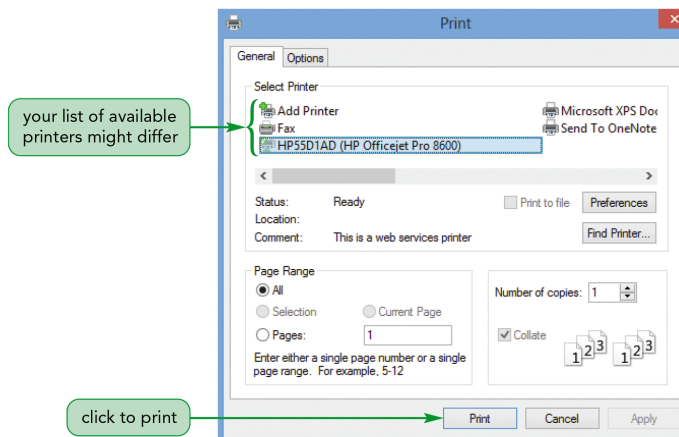 Print
General Options
Select Printer
your list of available
printers might differ
Add Printer
Fax
HP55D1AD (HP Officejet Pro 8600)
Microsoft XPS Do
Send To OneNote
Status: Ready
Location:
Comment: This is a web services printer
Print to file
Preferences
Find Printer...
Page Range
All
Selection
Current Page
Pages: 1
Enter either a single page number or a single
page range. For example, 5-12
Number of copies: 1
Collate
1 2 3 1 2 3
click to print
Print Cancel Apply